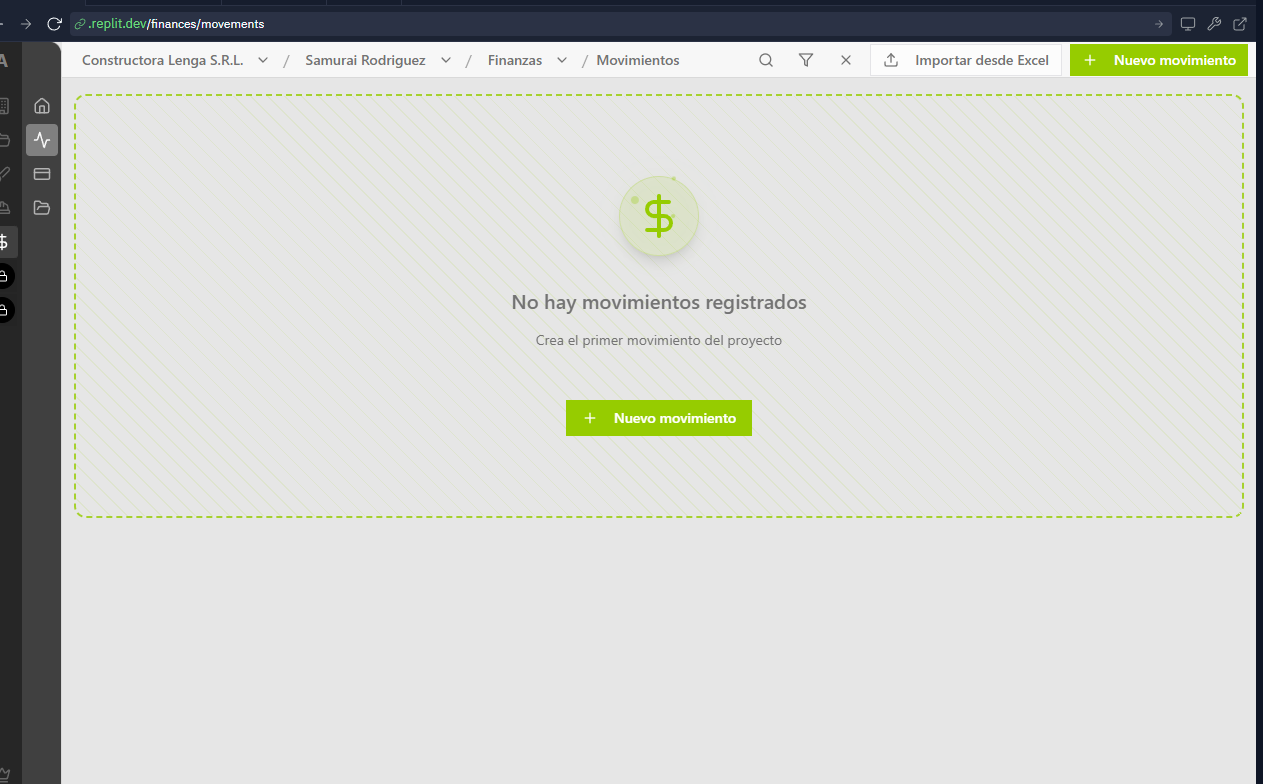 .replit.dev/finances/movements
Constructora Lenga S.R.L. / Samurai Rodriguez / Finanzas / Movimientos Importar desde Excel + Nuevo movimiento
$
No hay movimientos registrados
Crea el primer movimiento del proyecto
+ Nuevo movimiento